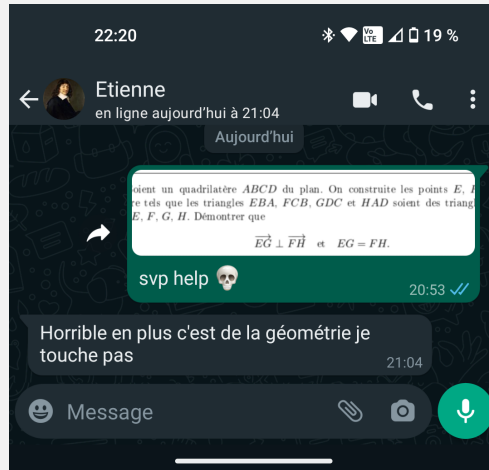 22:20 Vo LTE 19 %
Etienne
en ligne aujourd'hui à 21:04
Aujourd'hui
oient un quadrilatère ABCD du plan. On construite les points E, F
re tels que les triangles EBA, FCB, GDC et HAD soient des triangl
E, F, G, H. Démontrer que
EG ⊥ FH et EG = FH.
svp help 💀
20:53
Horrible en plus c'est de la géométrie je
touche pas
21:04
Message